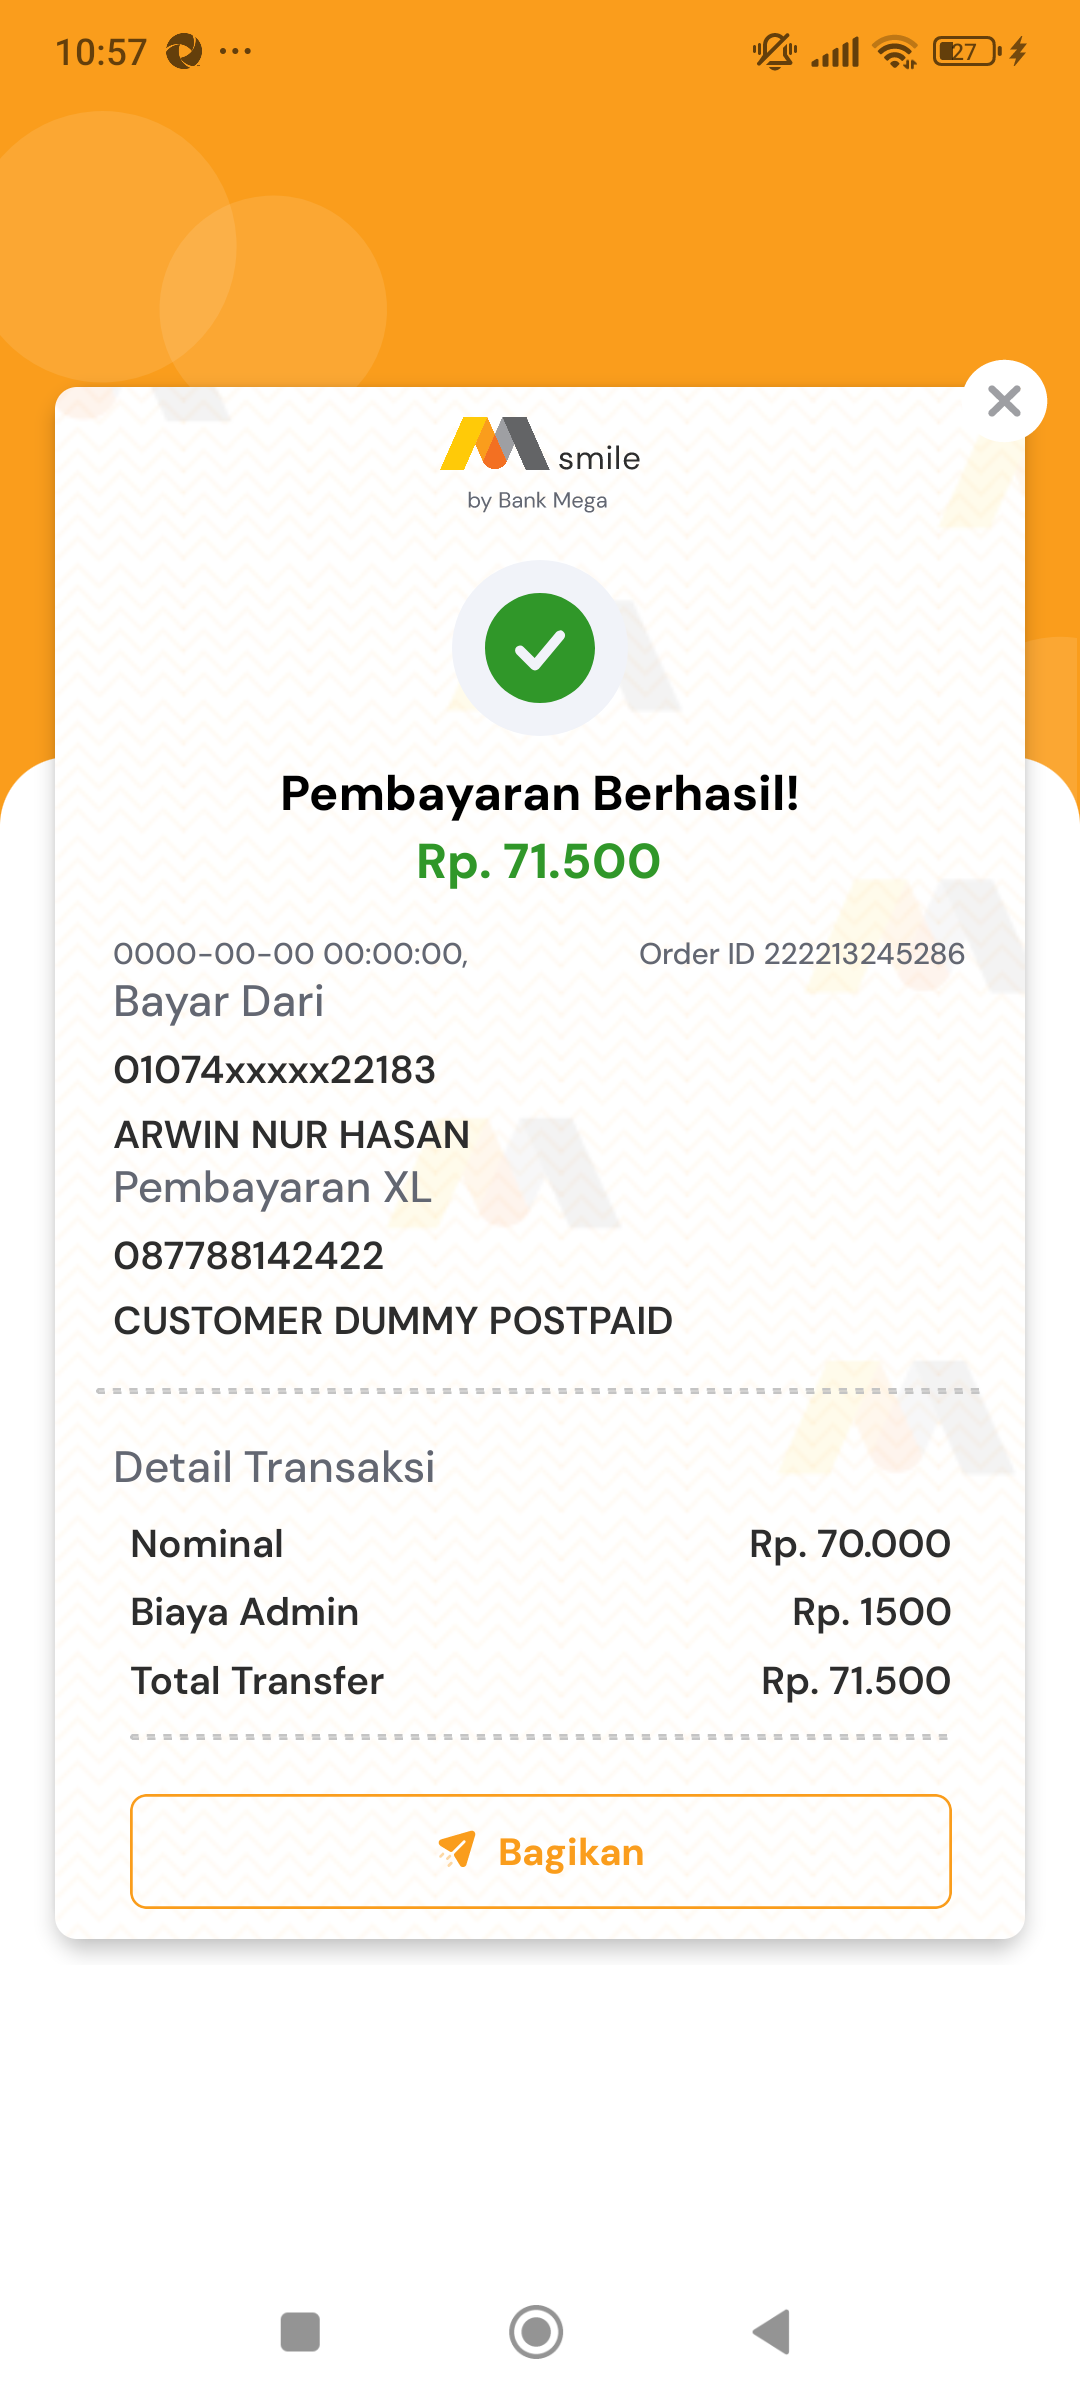 10:57
27
smile
by Bank Mega
Pembayaran Berhasil!
Rp. 71.500
0000-00-00 00:00:00, Order ID 222213245286
Bayar Dari
01074xxxxx22183
ARWIN NUR HASAN
Pembayaran XL
087788142422
CUSTOMER DUMMY POSTPAID
Detail Transaksi
Nominal Rp. 70.000
Biaya Admin Rp. 1500
Total Transfer Rp. 71.500
Bagikan